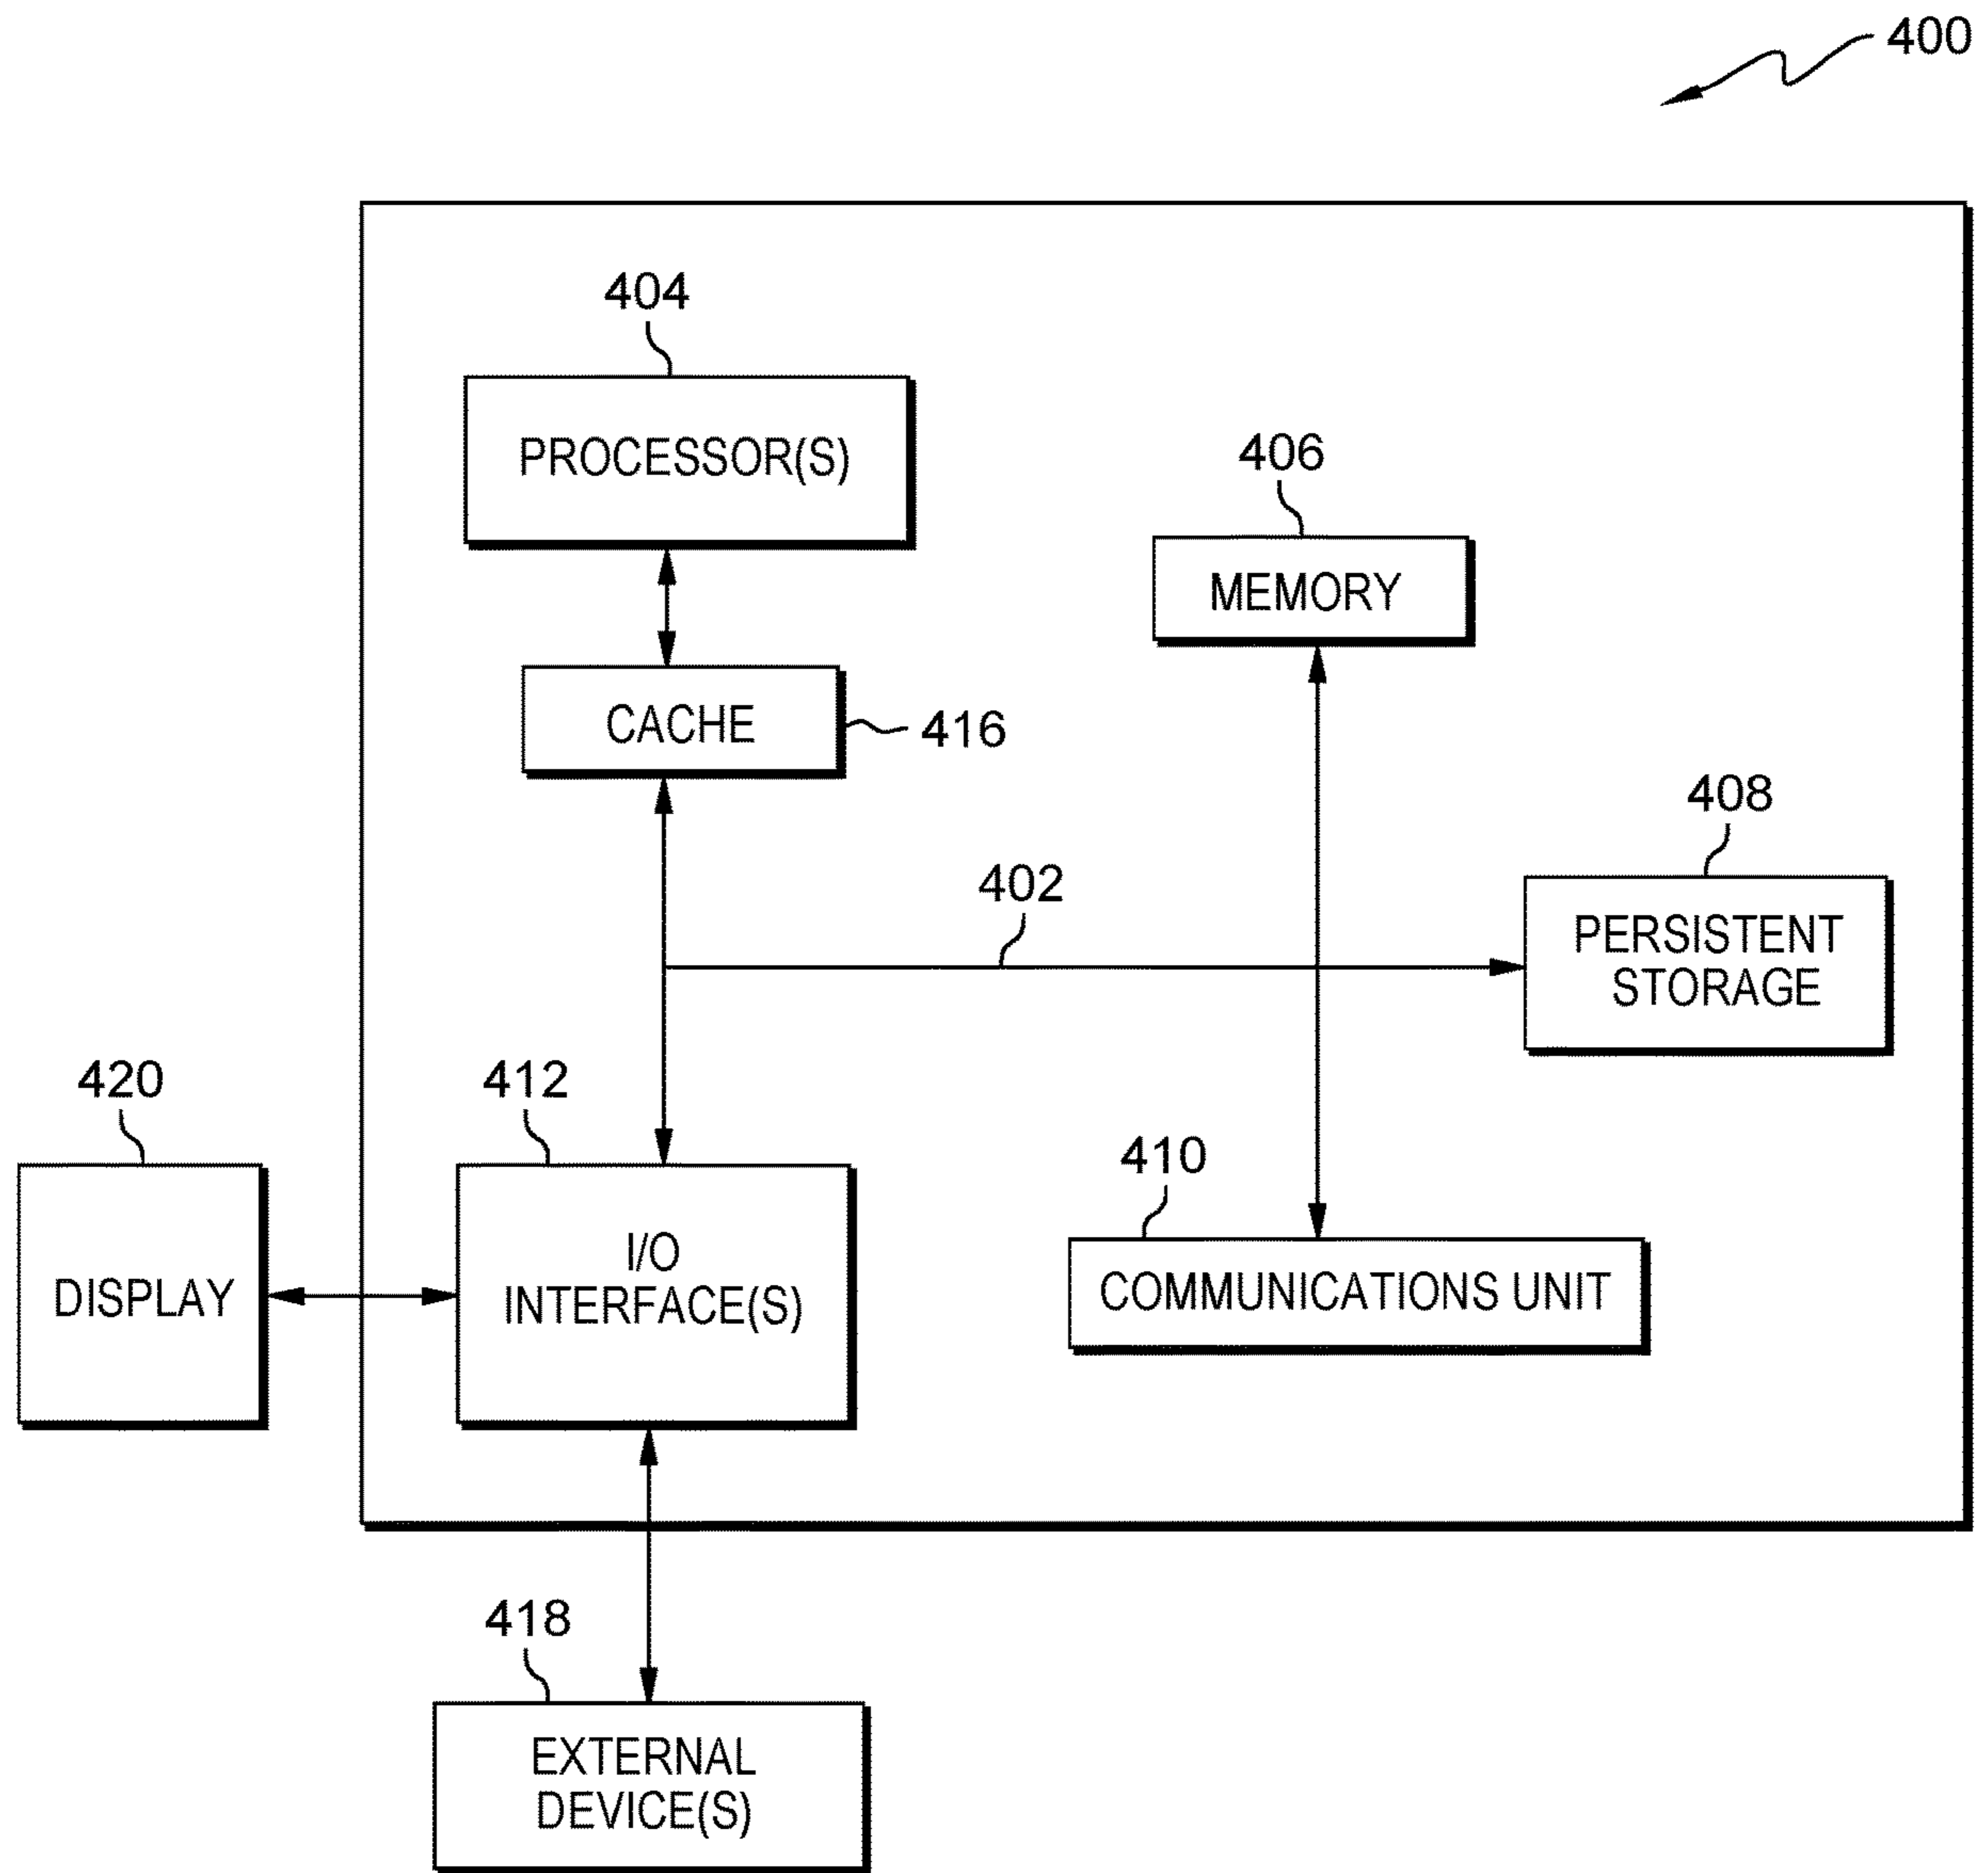 400
404
PROCESSOR(S)
406
MEMORY
CACHE
416
408
402
PERSISTENT
STORAGE
420
412
410
DISPLAY
I/O
INTERFACE(S)
COMMUNICATIONS UNIT
418
EXTERNAL
DEVICE(S)